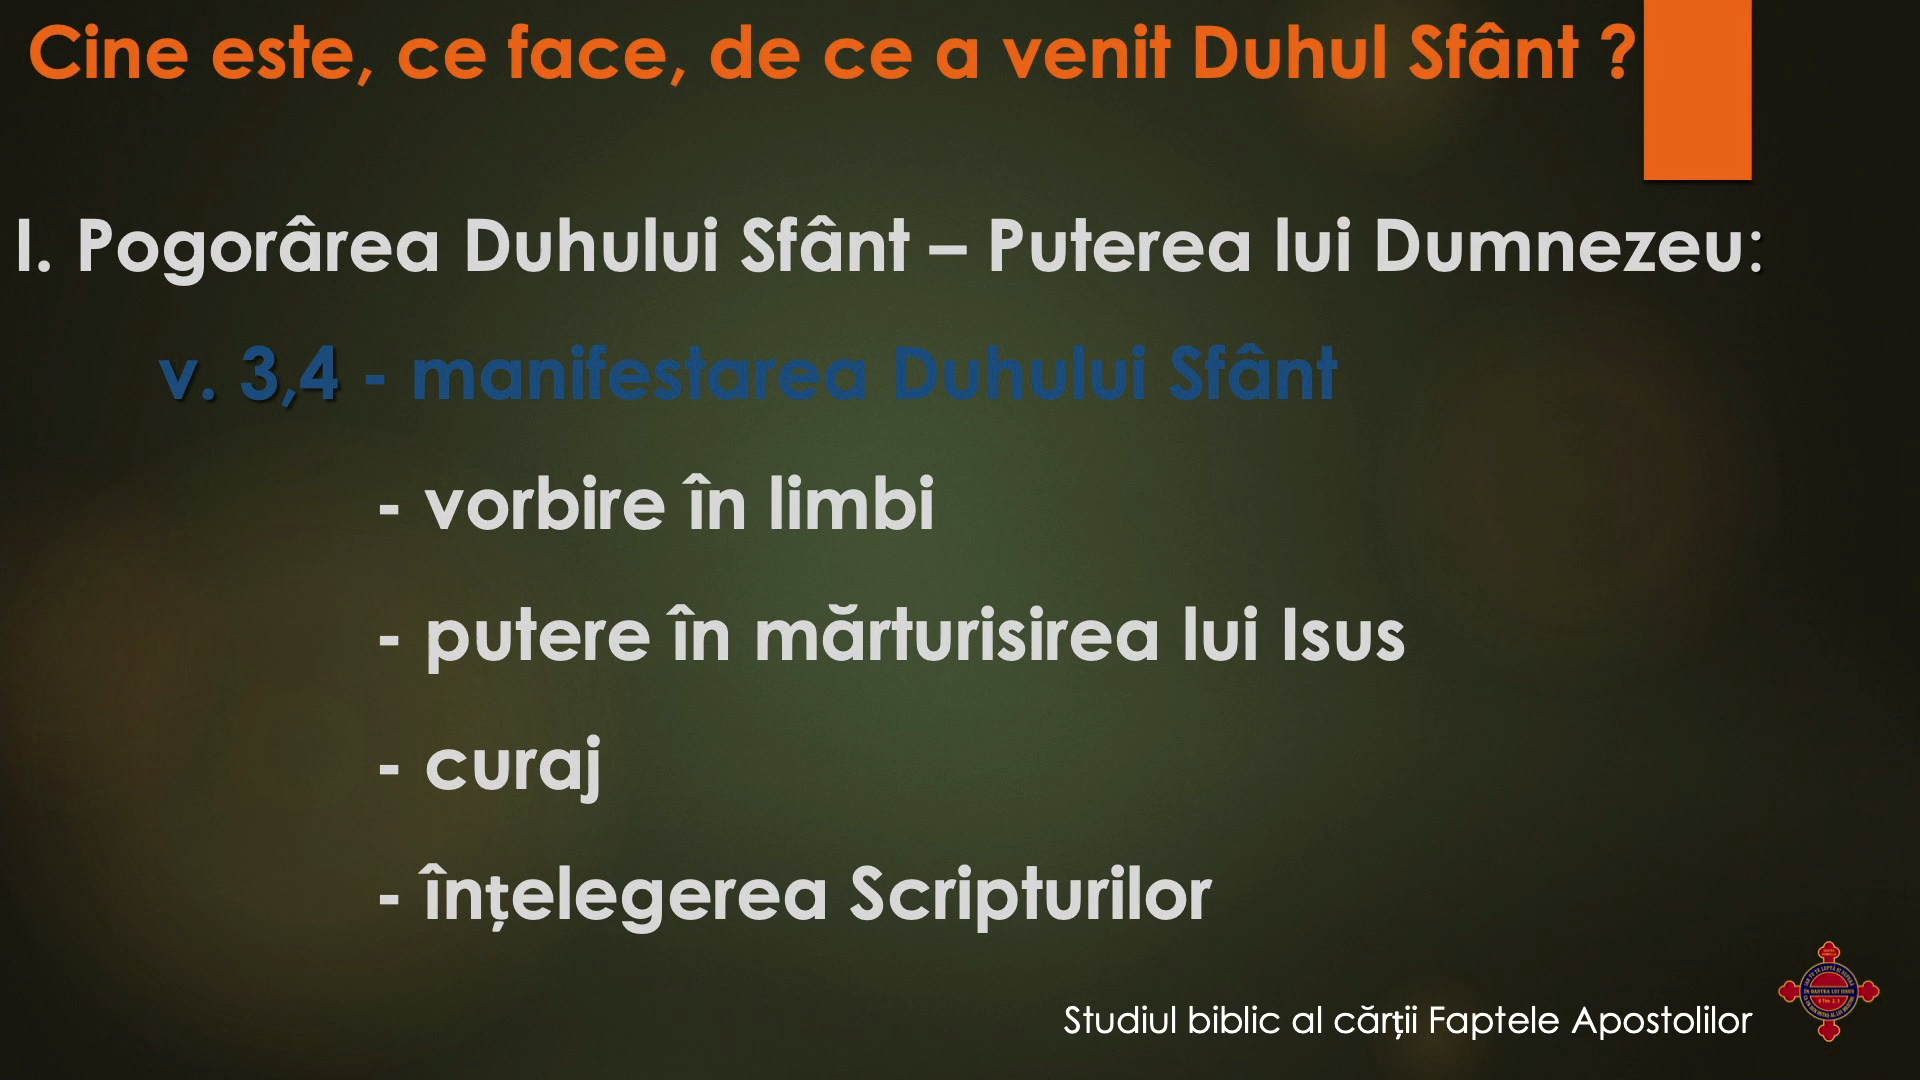 Cine este, ce face, de ce a venit Duhul Sfânt ?
I. Pogorârea Duhului Sfânt – Puterea lui Dumnezeu:
v. 3,4 - manifestarea Duhului Sfânt
- vorbire în limbi
- putere în mărturisirea lui Isus
- curaj
- înțelegerea Scripturilor
Studiul biblic al cărții Faptele Apostolilor